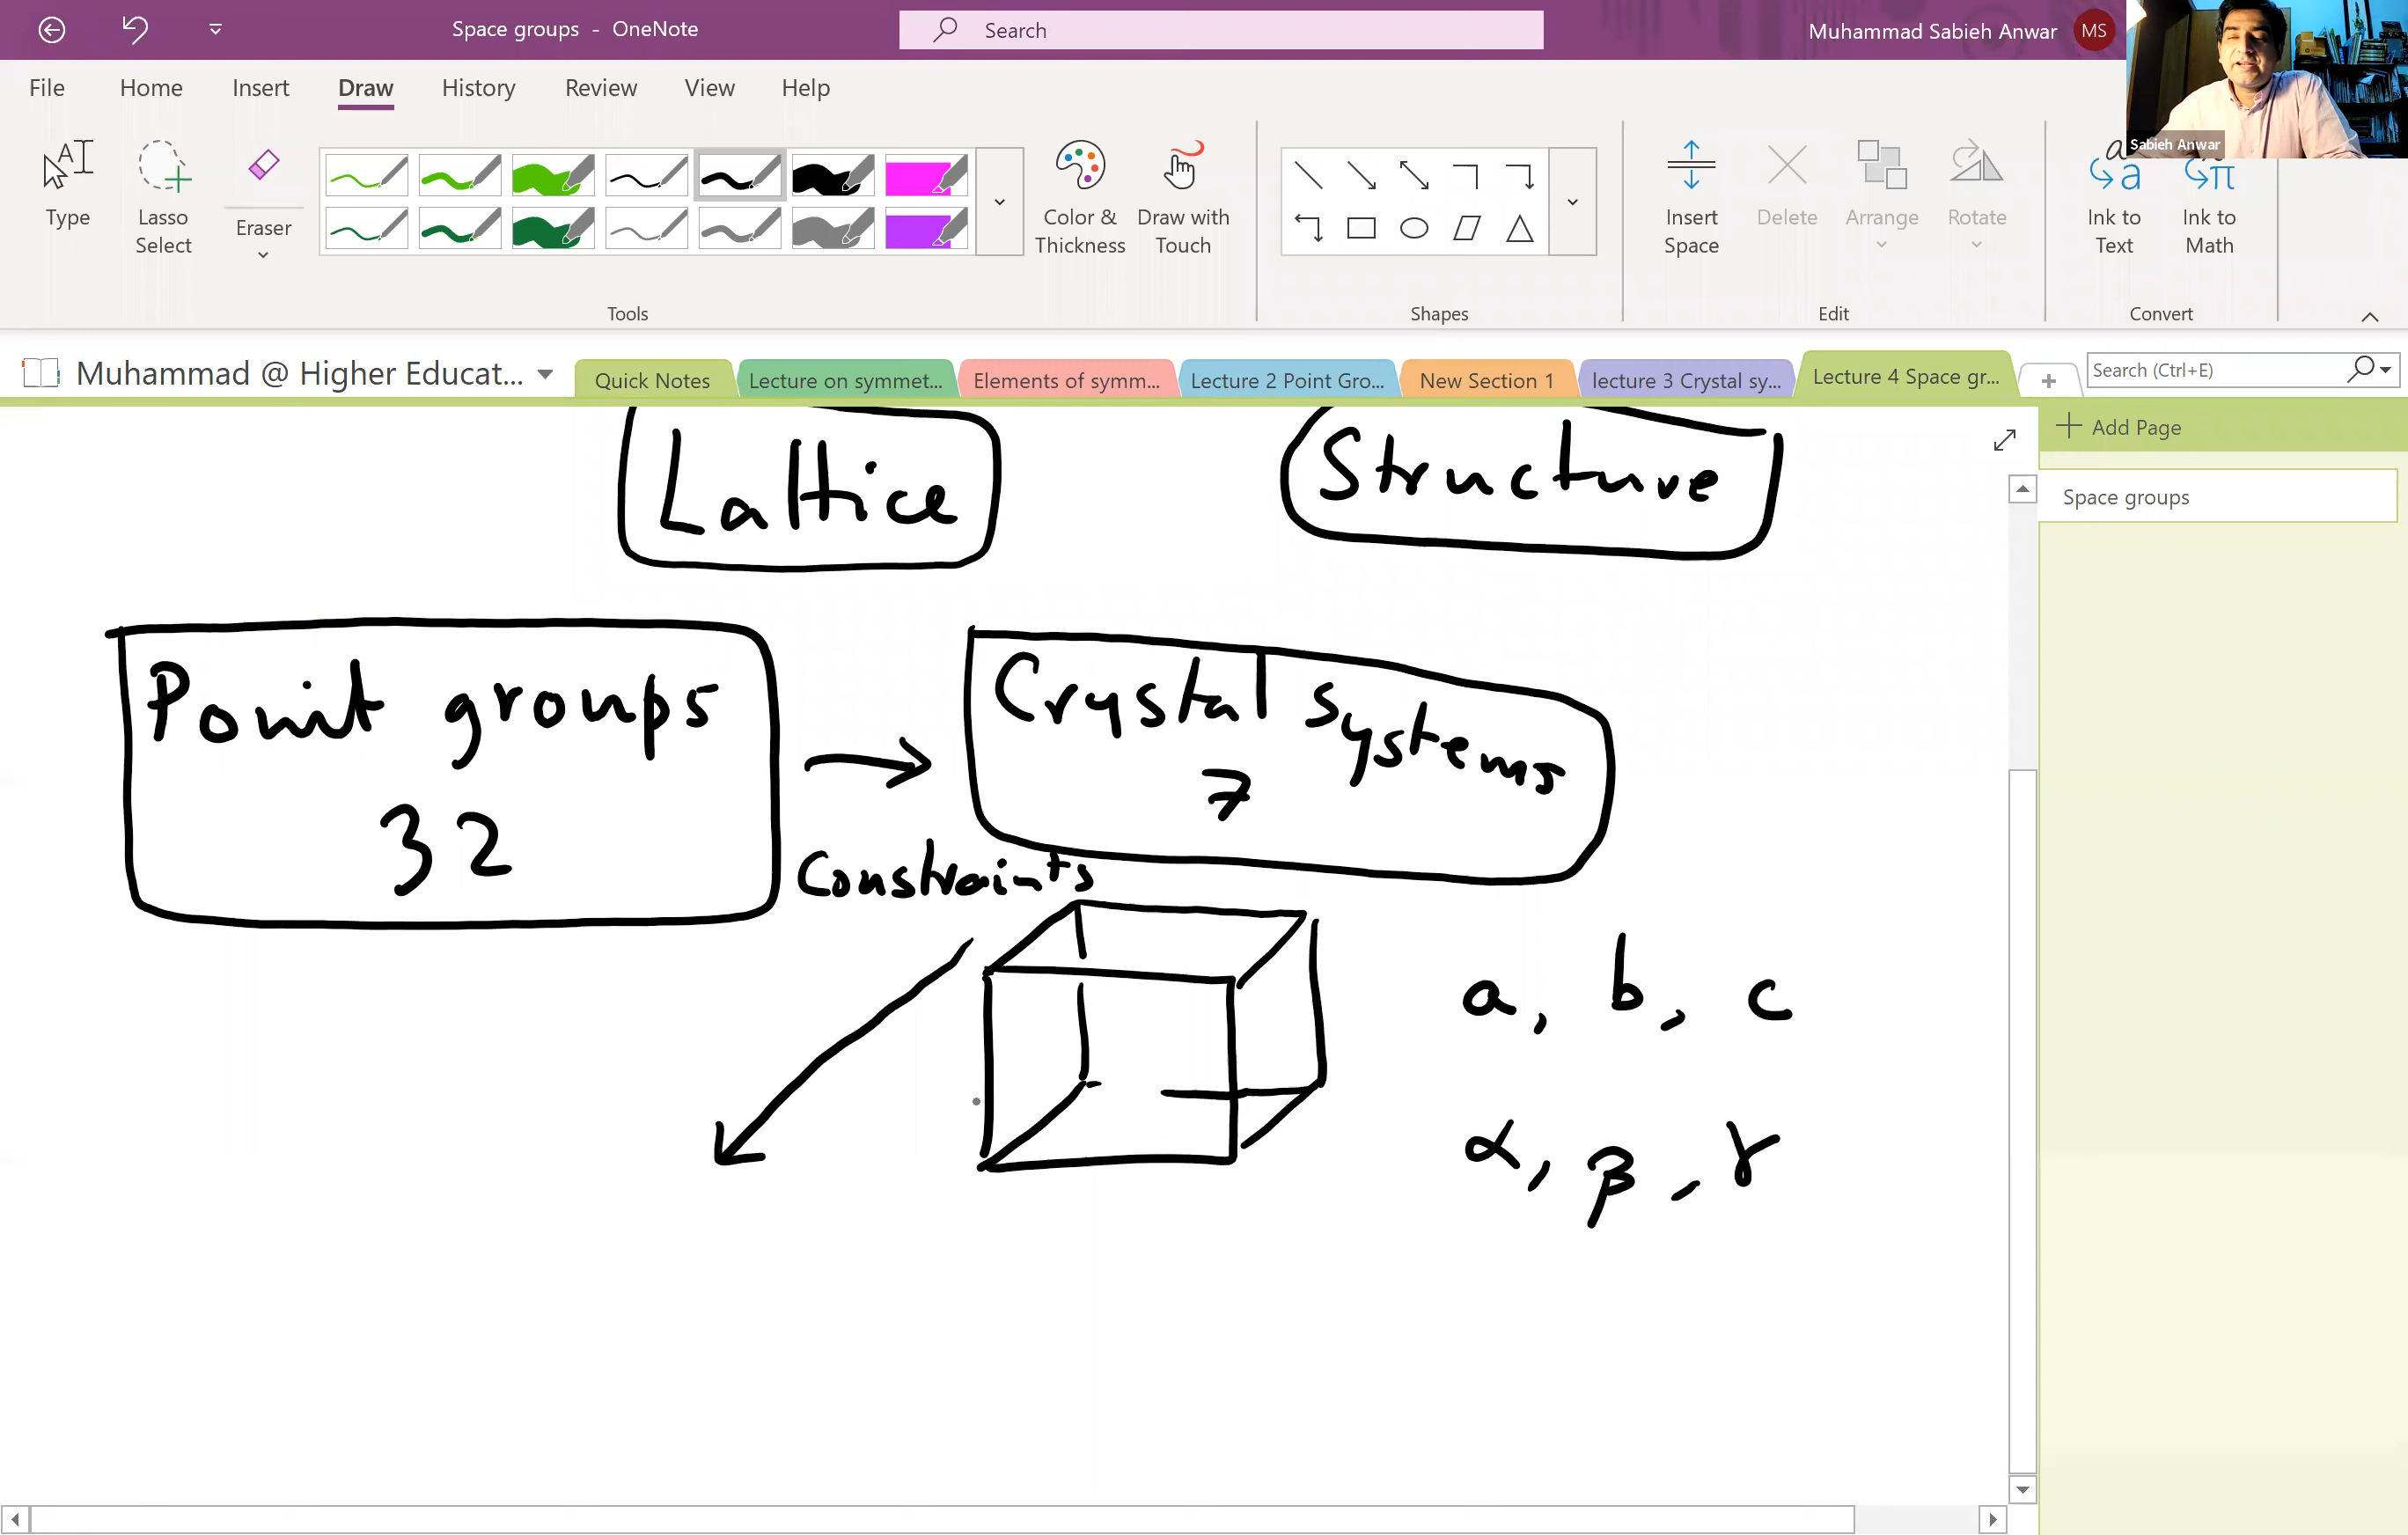 Space groups - OneNote
Search
Muhammad Sabieh Anwar
MS
Sabieh Anwar
File Home Insert Draw History Review View Help
Type
Lasso Select
Eraser
Color & Thickness
Draw with Touch
Insert Space
Delete
Arrange
Rotate
Ink to Text
Ink to Math
Tools
Shapes
Edit
Convert
Muhammad @ Higher Educat...
Quick Notes
Lecture on symmet...
Elements of symm...
Lecture 2 Point Gro...
New Section 1
lecture 3 Crystal sy...
Lecture 4 Space gr...
Search (Ctrl+E)
Add Page
Space groups
Lattice
Structure
Point groups
32
Crystal systems
7
Constraints
a, b, c
α, β, γ